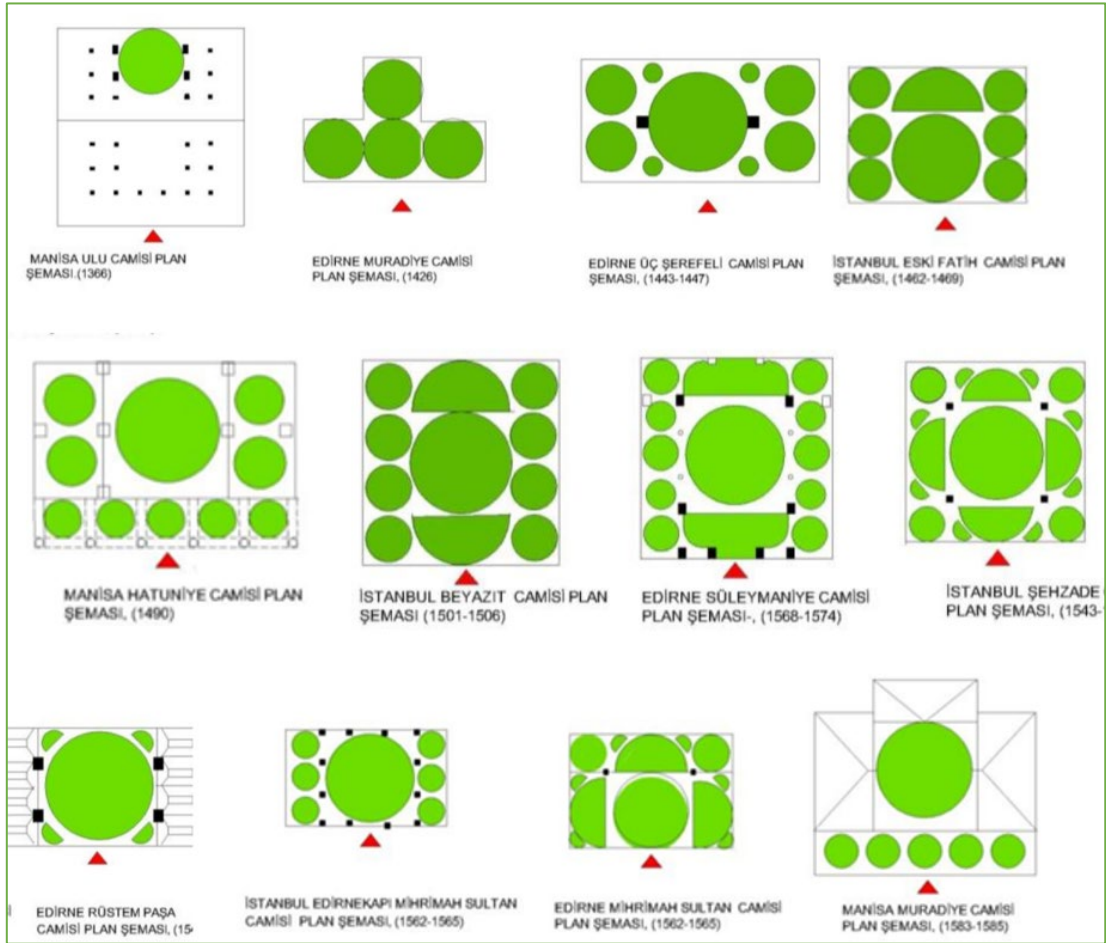 MANİSA ULU CAMİSİ PLAN
ŞEMASI.(1366)
EDİRNE MURADİYE CAMİSİ
PLAN ŞEMASI, (1426)
EDİRNE ÜÇ ŞEREFELİ CAMİSİ PLAN
ŞEMASI, (1443-1447)
İSTANBUL ESKİ FATİH CAMİSİ PLAN
ŞEMASI, (1462-1469)
MANİSA HATUNİYE CAMİSİ PLAN
ŞEMASI, (1490)
İSTANBUL BEYAZIT CAMİSİ PLAN
ŞEMASI (1501-1506)
EDİRNE SÜLEYMANİYE CAMİSİ
PLAN ŞEMASI-, (1568-1574)
İSTANBUL ŞEHZADE
PLAN ŞEMASI, (1543-
EDİRNE RÜSTEM PAŞA
CAMİSİ PLAN ŞEMASI, (15
İSTANBUL EDİRNEKAPI MİHRİMAH SULTAN
CAMİSİ PLAN ŞEMASI, (1562-1565)
EDİRNE MİHRİMAH SULTAN CAMİSİ
PLAN ŞEMASI, (1562-1565)
MANİSA MURADİYE CAMİSİ
PLAN ŞEMASI, (1583-1585)